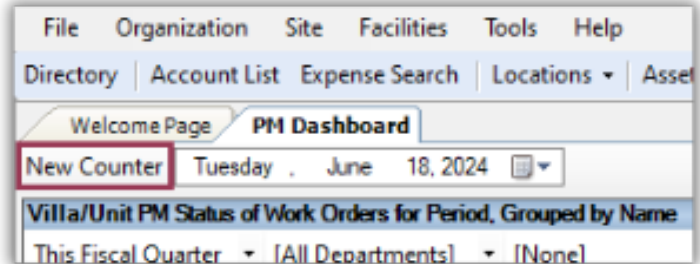 File Organization Site Facilities Tools Help
Directory Account List Expense Search Locations Asset
Welcome Page PM Dashboard
New Counter Tuesday , June 18, 2024
Villa/Unit PM Status of Work Orders for Period, Grouped by Name
This Fiscal Quarter [All Departments] [None]